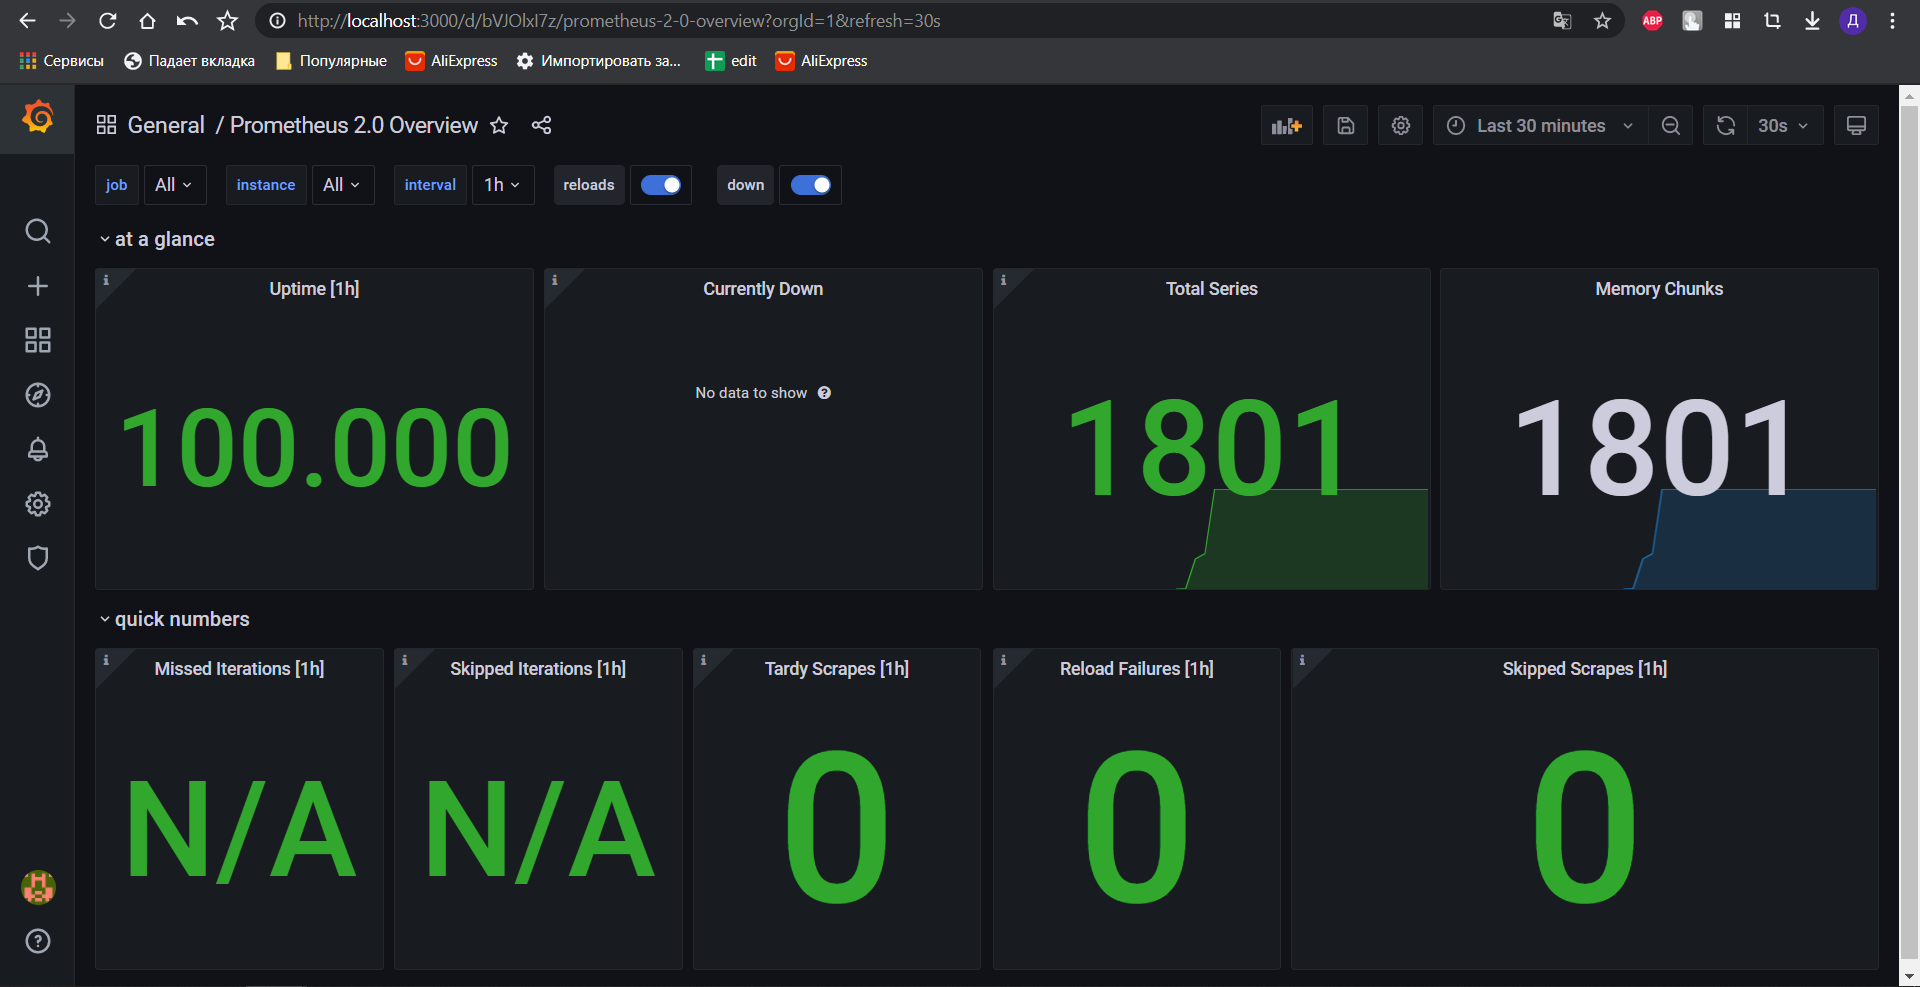 http://localhost:3000/d/bVJOlxI7z/prometheus-2-0-overview?orgId=1&refresh=30s
ABP
Д
Сервисы
Падает вкладка
Популярные
AliExpress
Импортировать за...
edit
AliExpress
General / Prometheus 2.0 Overview
Last 30 minutes
30s
job All
instance All
interval 1h
reloads
down
at a glance
Uptime [1h]
100.000
Currently Down
No data to show
Total Series
1801
Memory Chunks
1801
quick numbers
Missed Iterations [1h]
N/A
Skipped Iterations [1h]
N/A
Tardy Scrapes [1h]
0
Reload Failures [1h]
0
Skipped Scrapes [1h]
0